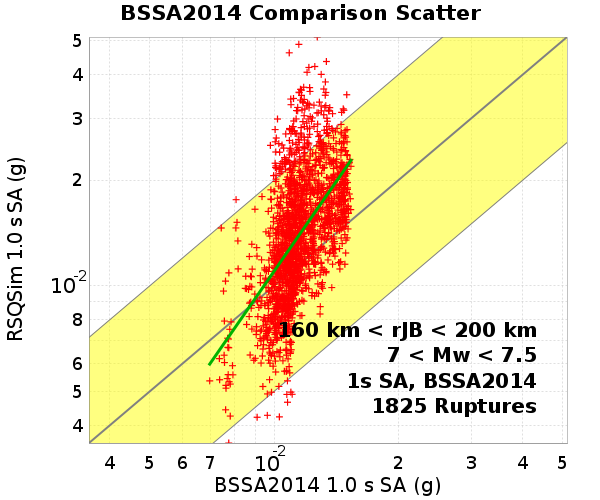 BSSA2014 Comparison Scatter
RSQSim 1.0 s SA (g)
5
4
3
2
10-2
8
6
5
4
160 km < rJB < 200 km
7 < Mw < 7.5
1s SA, BSSA2014
1825 Ruptures
4 5 6 7 10-2 2 3 4 5
BSSA2014 1.0 s SA (g)